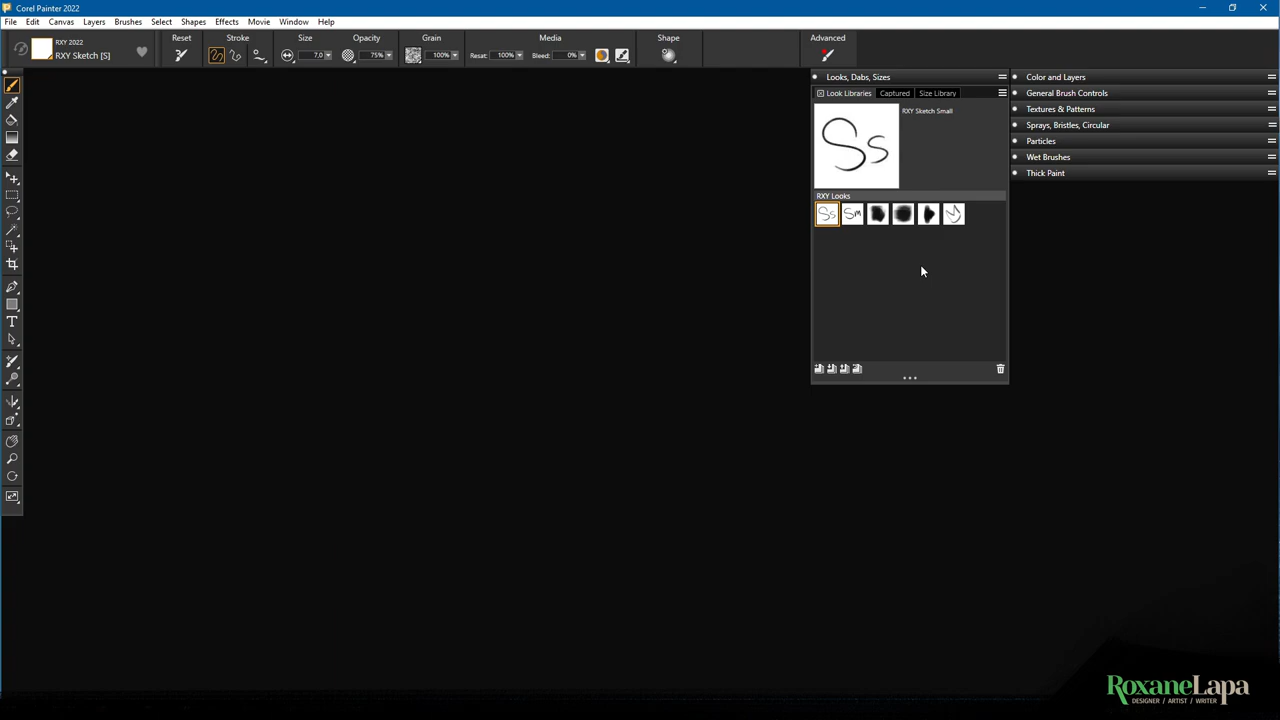 Corel Painter 2022
File Edit Canvas Layers Brushes Select Shapes Effects Movie Window Help
RXY 2022
RXY Sketch [S]
Reset Stroke Size Opacity Grain Media Shape Advanced
7.0 75% 100% Reset: 100% Bleed: 0%
Looks, Dabs, Sizes
Look Libraries Captured Size Library
Ss
RXY Sketch Small
RXY Looks
Ss Sm
Color and Layers
General Brush Controls
Textures & Patterns
Sprays, Bristles, Circular
Particles
Wet Brushes
Thick Paint
T
RoxaneLapa
DESIGNER / ARTIST / WRITER